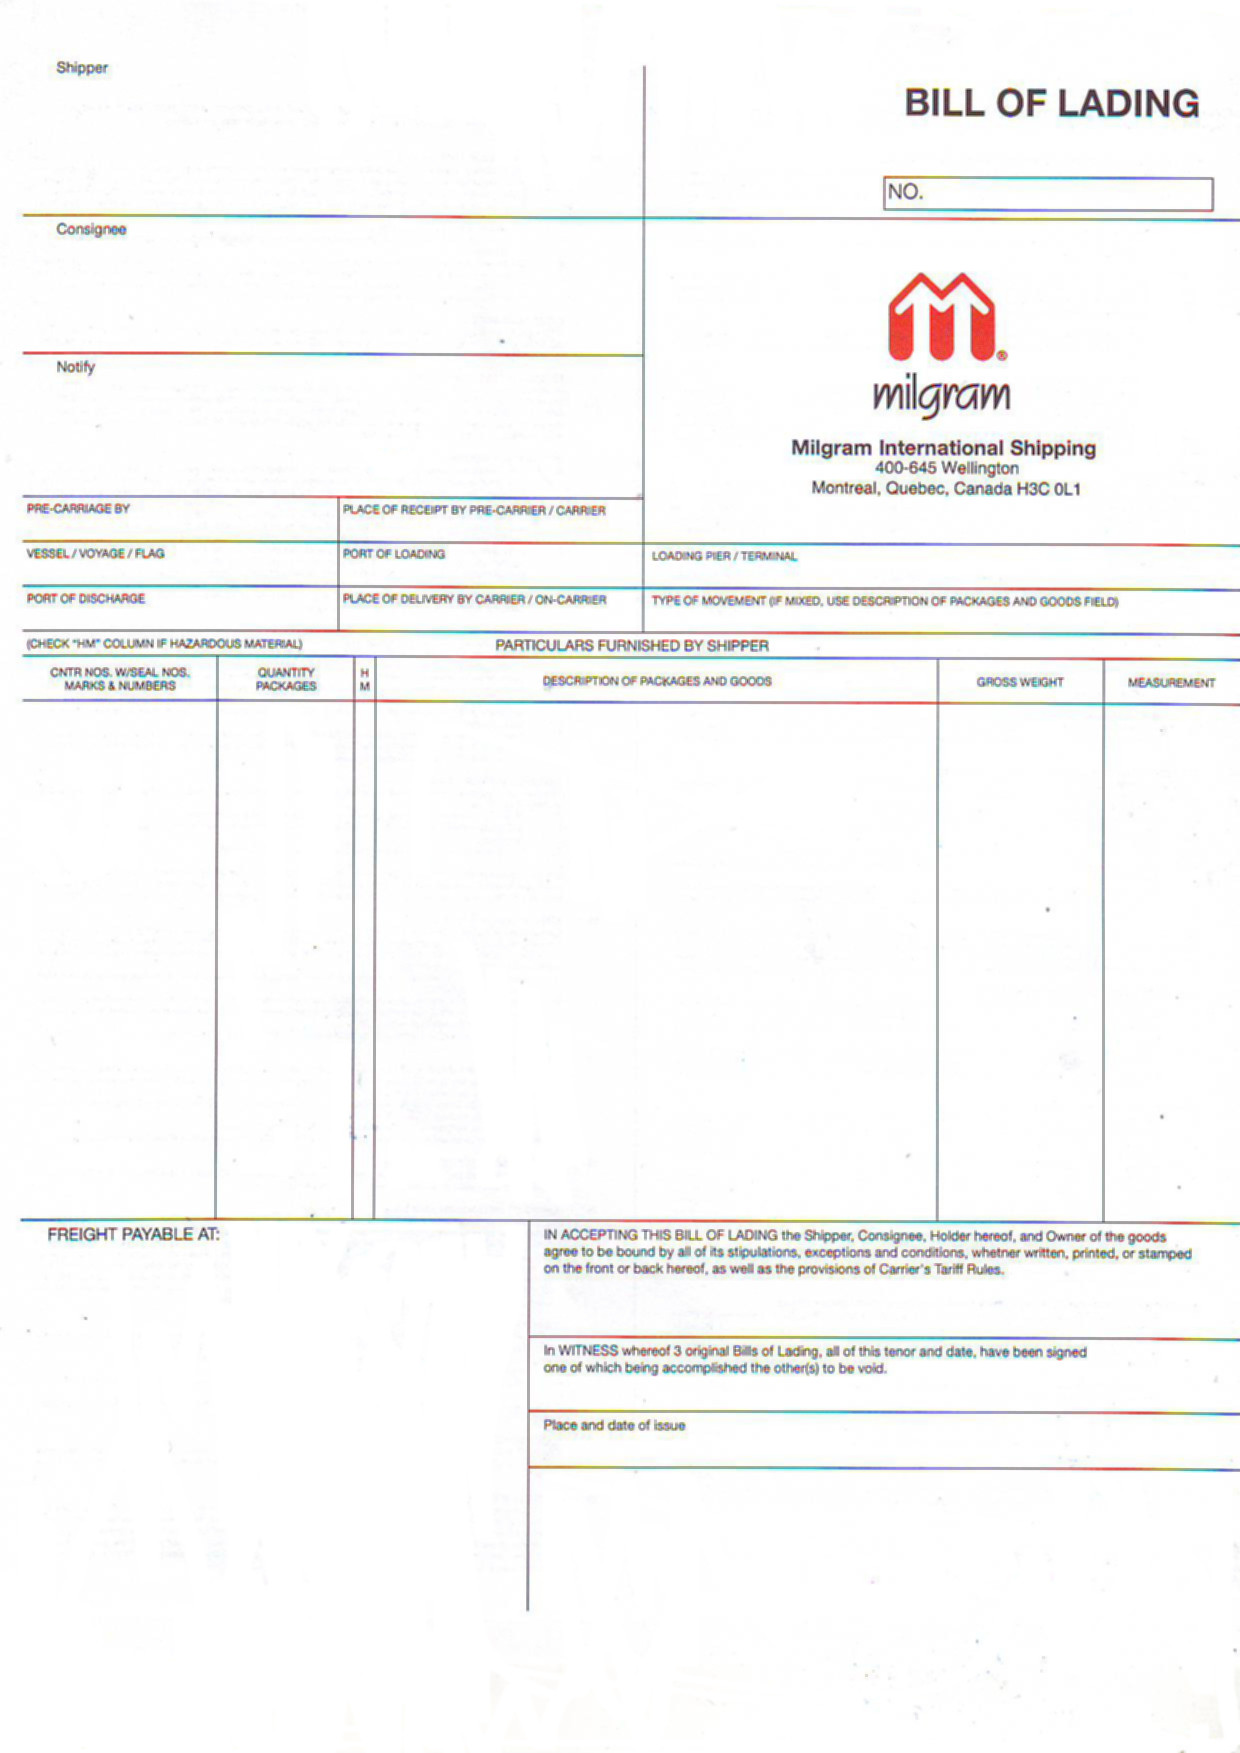 Shipper
BILL OF LADING
NO.
Consignee
Notify
®
milgram
Milgram International Shipping
400-645 Wellington
Montreal, Quebec, Canada H3C 0L1
PRE-CARRIAGE BY
PLACE OF RECEIPT BY PRE-CARRIER / CARRIER
VESSEL / VOYAGE / FLAG
PORT OF LOADING
LOADING PIER / TERMINAL
PORT OF DISCHARGE
PLACE OF DELIVERY BY CARRIER / ON-CARRIER
TYPE OF MOVEMENT (IF MIXED, USE DESCRIPTION OF PACKAGES AND GOODS FIELD)
(CHECK "HM" COLUMN IF HAZARDOUS MATERIAL)
PARTICULARS FURNISHED BY SHIPPER
CNTR NOS. W/SEAL NOS.
MARKS & NUMBERS
QUANTITY
PACKAGES
H
M
DESCRIPTION OF PACKAGES AND GOODS
GROSS WEIGHT
MEASUREMENT
FREIGHT PAYABLE AT:
IN ACCEPTING THIS BILL OF LADING the Shipper, Consignee, Holder hereof, and Owner of the goods
agree to be bound by all of its stipulations, exceptions and conditions, whetner written, printed, or stamped
on the front or back hereof, as well as the provisions of Carrier's Tariff Rules.
In WITNESS whereof 3 original Bills of Lading, all of this tenor and date, have been signed
one of which being accomplished the other(s) to be void.
Place and date of issue